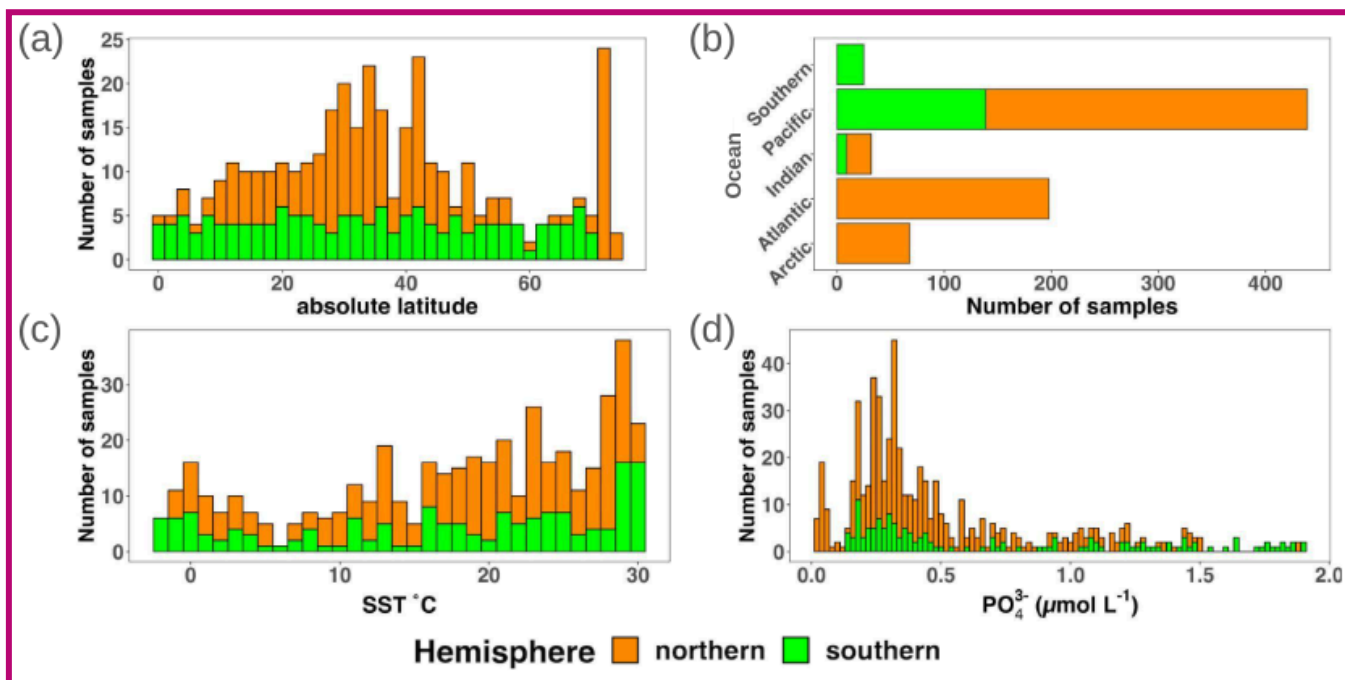 (a)
Number of samples
25
20
15
10
5
0
0 20 40 60
absolute latitude
(b)
Ocean
Southern
Pacific
Indian
Atlantic
Arctic
0 100 200 300 400
Number of samples
(c)
Number of samples
30
20
10
0
0 10 20 30
SST °C
(d)
Number of samples
40
30
20
10
0
0.0 0.5 1.0 1.5 2.0
PO₄³⁻ (µmol L⁻¹)
Hemisphere northern southern